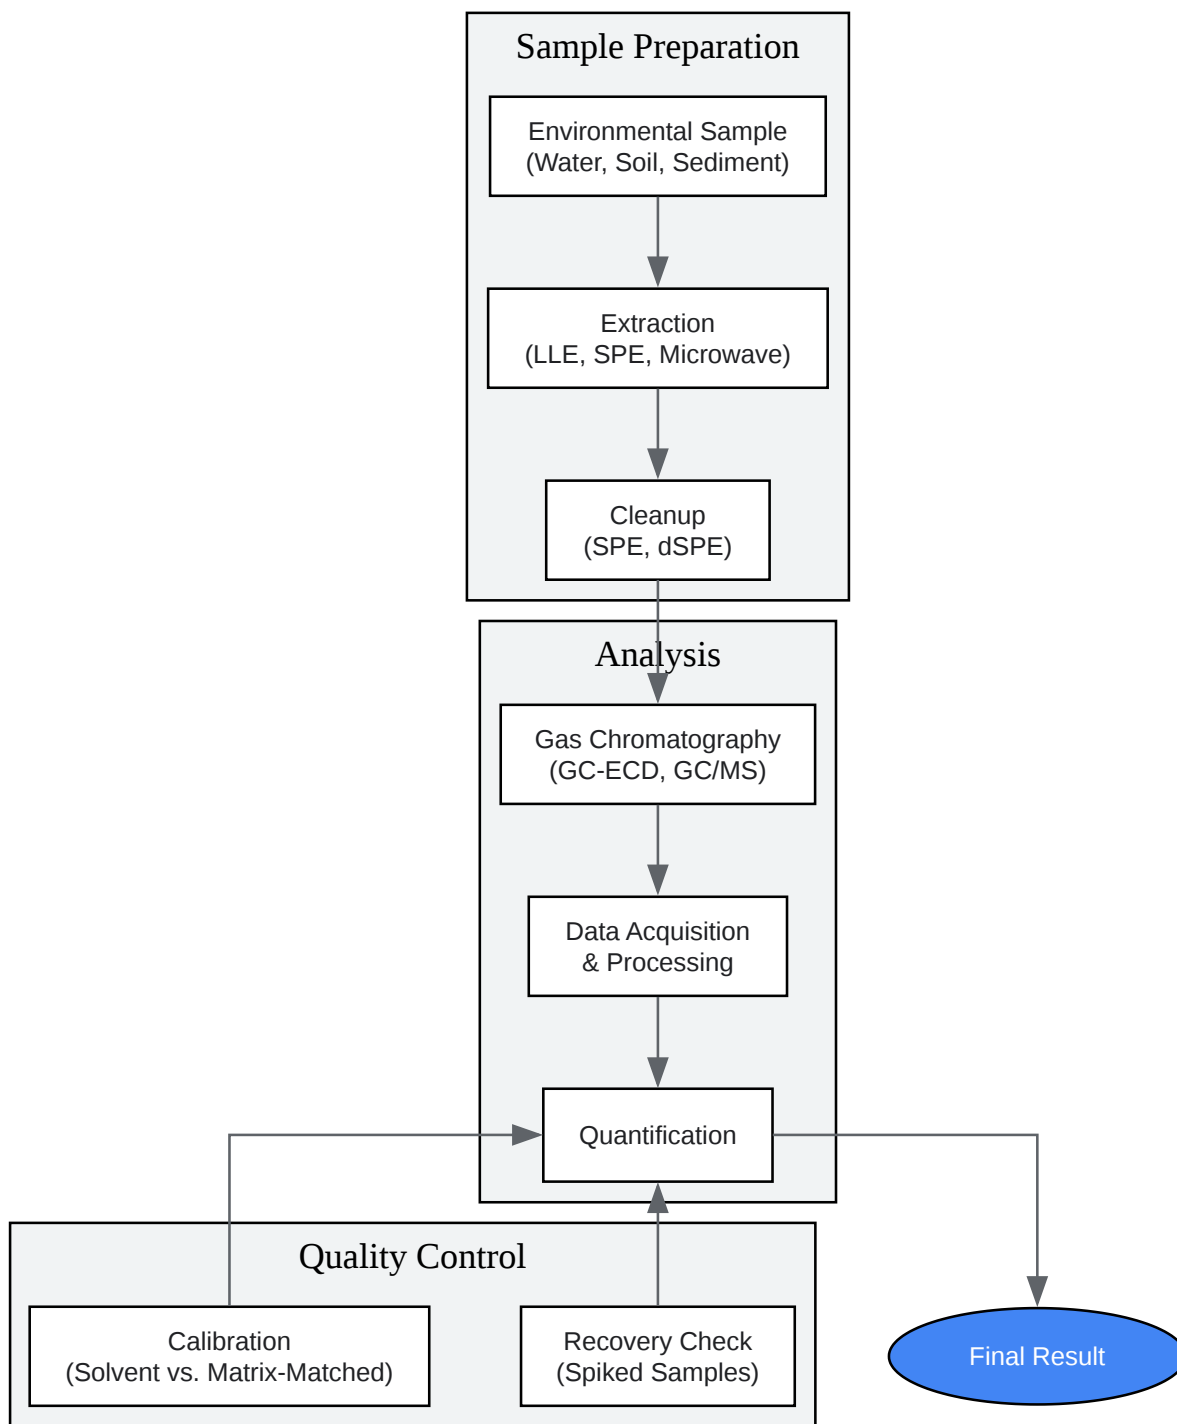 Sample Preparation
Environmental Sample
(Water, Soil, Sediment)
Extraction
(LLE, SPE, Microwave)
Cleanup
(SPE, dSPE)
Analysis
Gas Chromatography
(GC-ECD, GC/MS)
Data Acquisition
& Processing
Quantification
Quality Control
Calibration
(Solvent vs. Matrix-Matched)
Recovery Check
(Spiked Samples)
Final Result